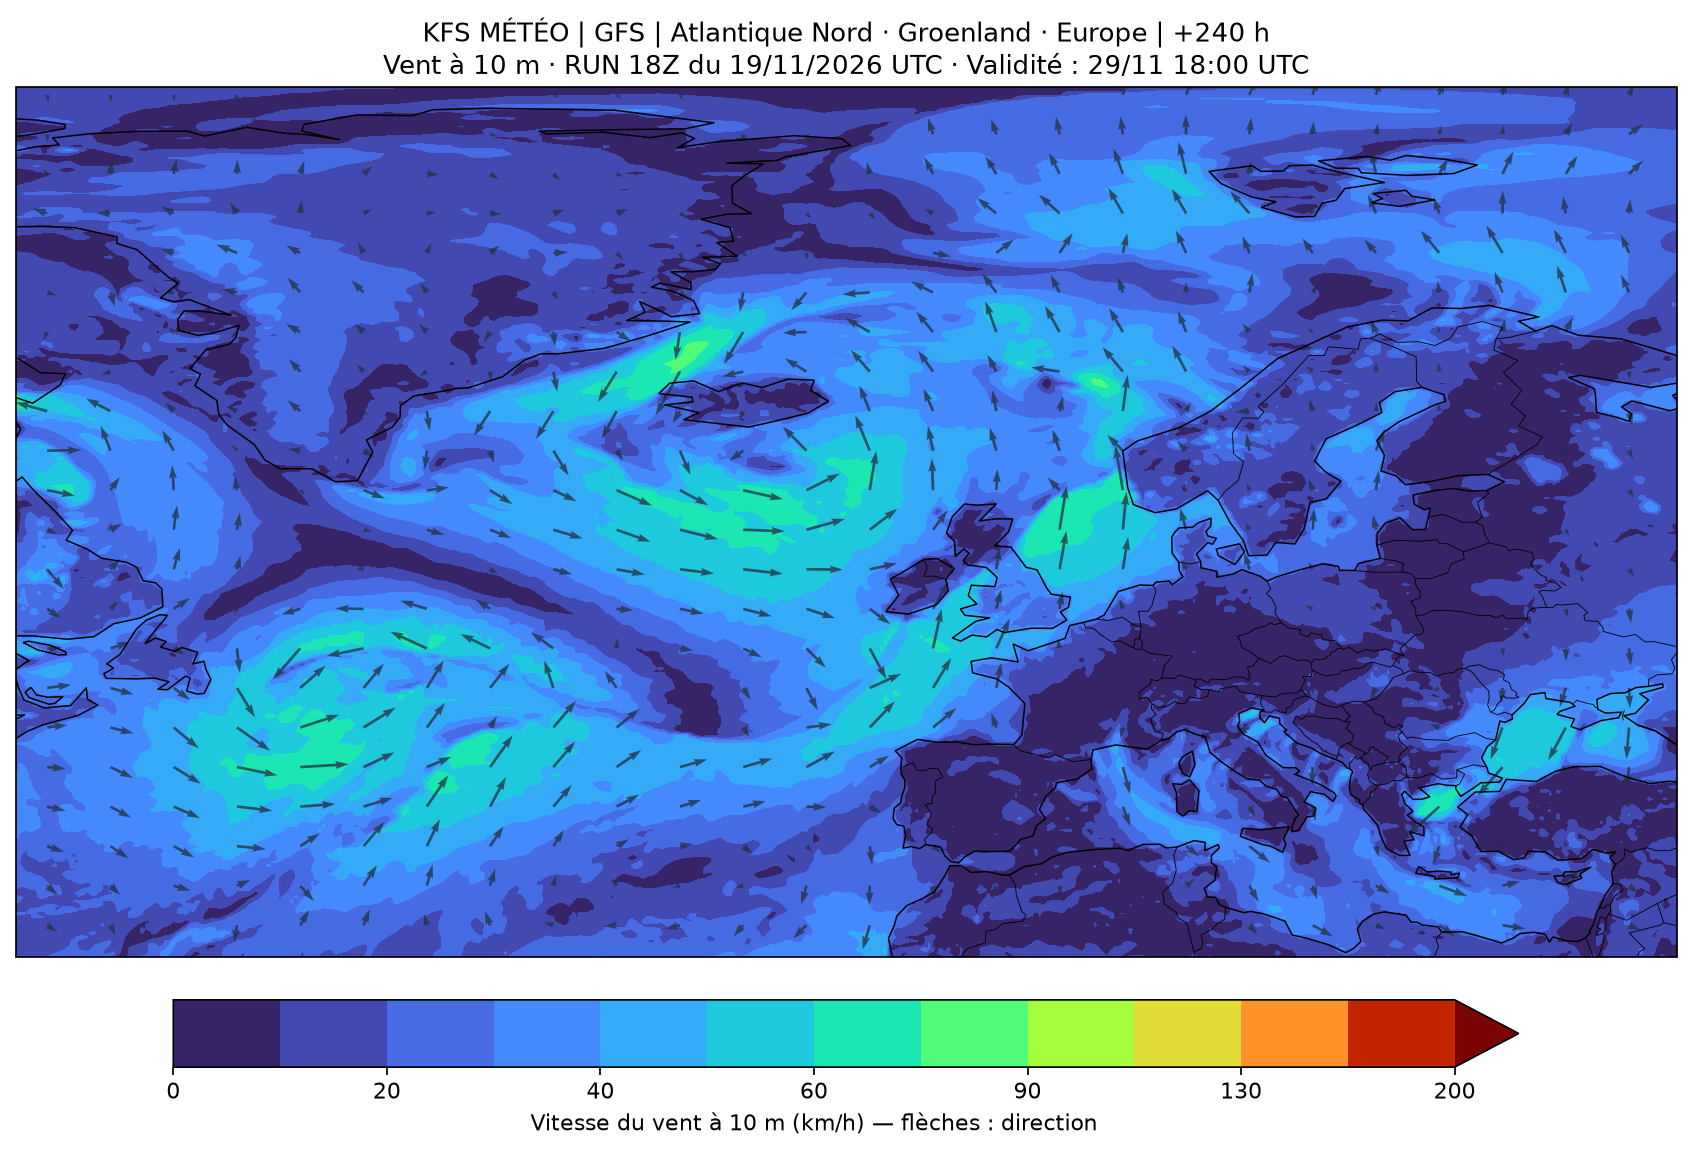 KFS MÉTÉO | GFS | Atlantique Nord · Groenland · Europe | +240 h
Vent à 10 m · RUN 18Z du 19/11/2026 UTC · Validité : 29/11 18:00 UTC
0 20 40 60 90 130 200
Vitesse du vent à 10 m (km/h) — flèches : direction